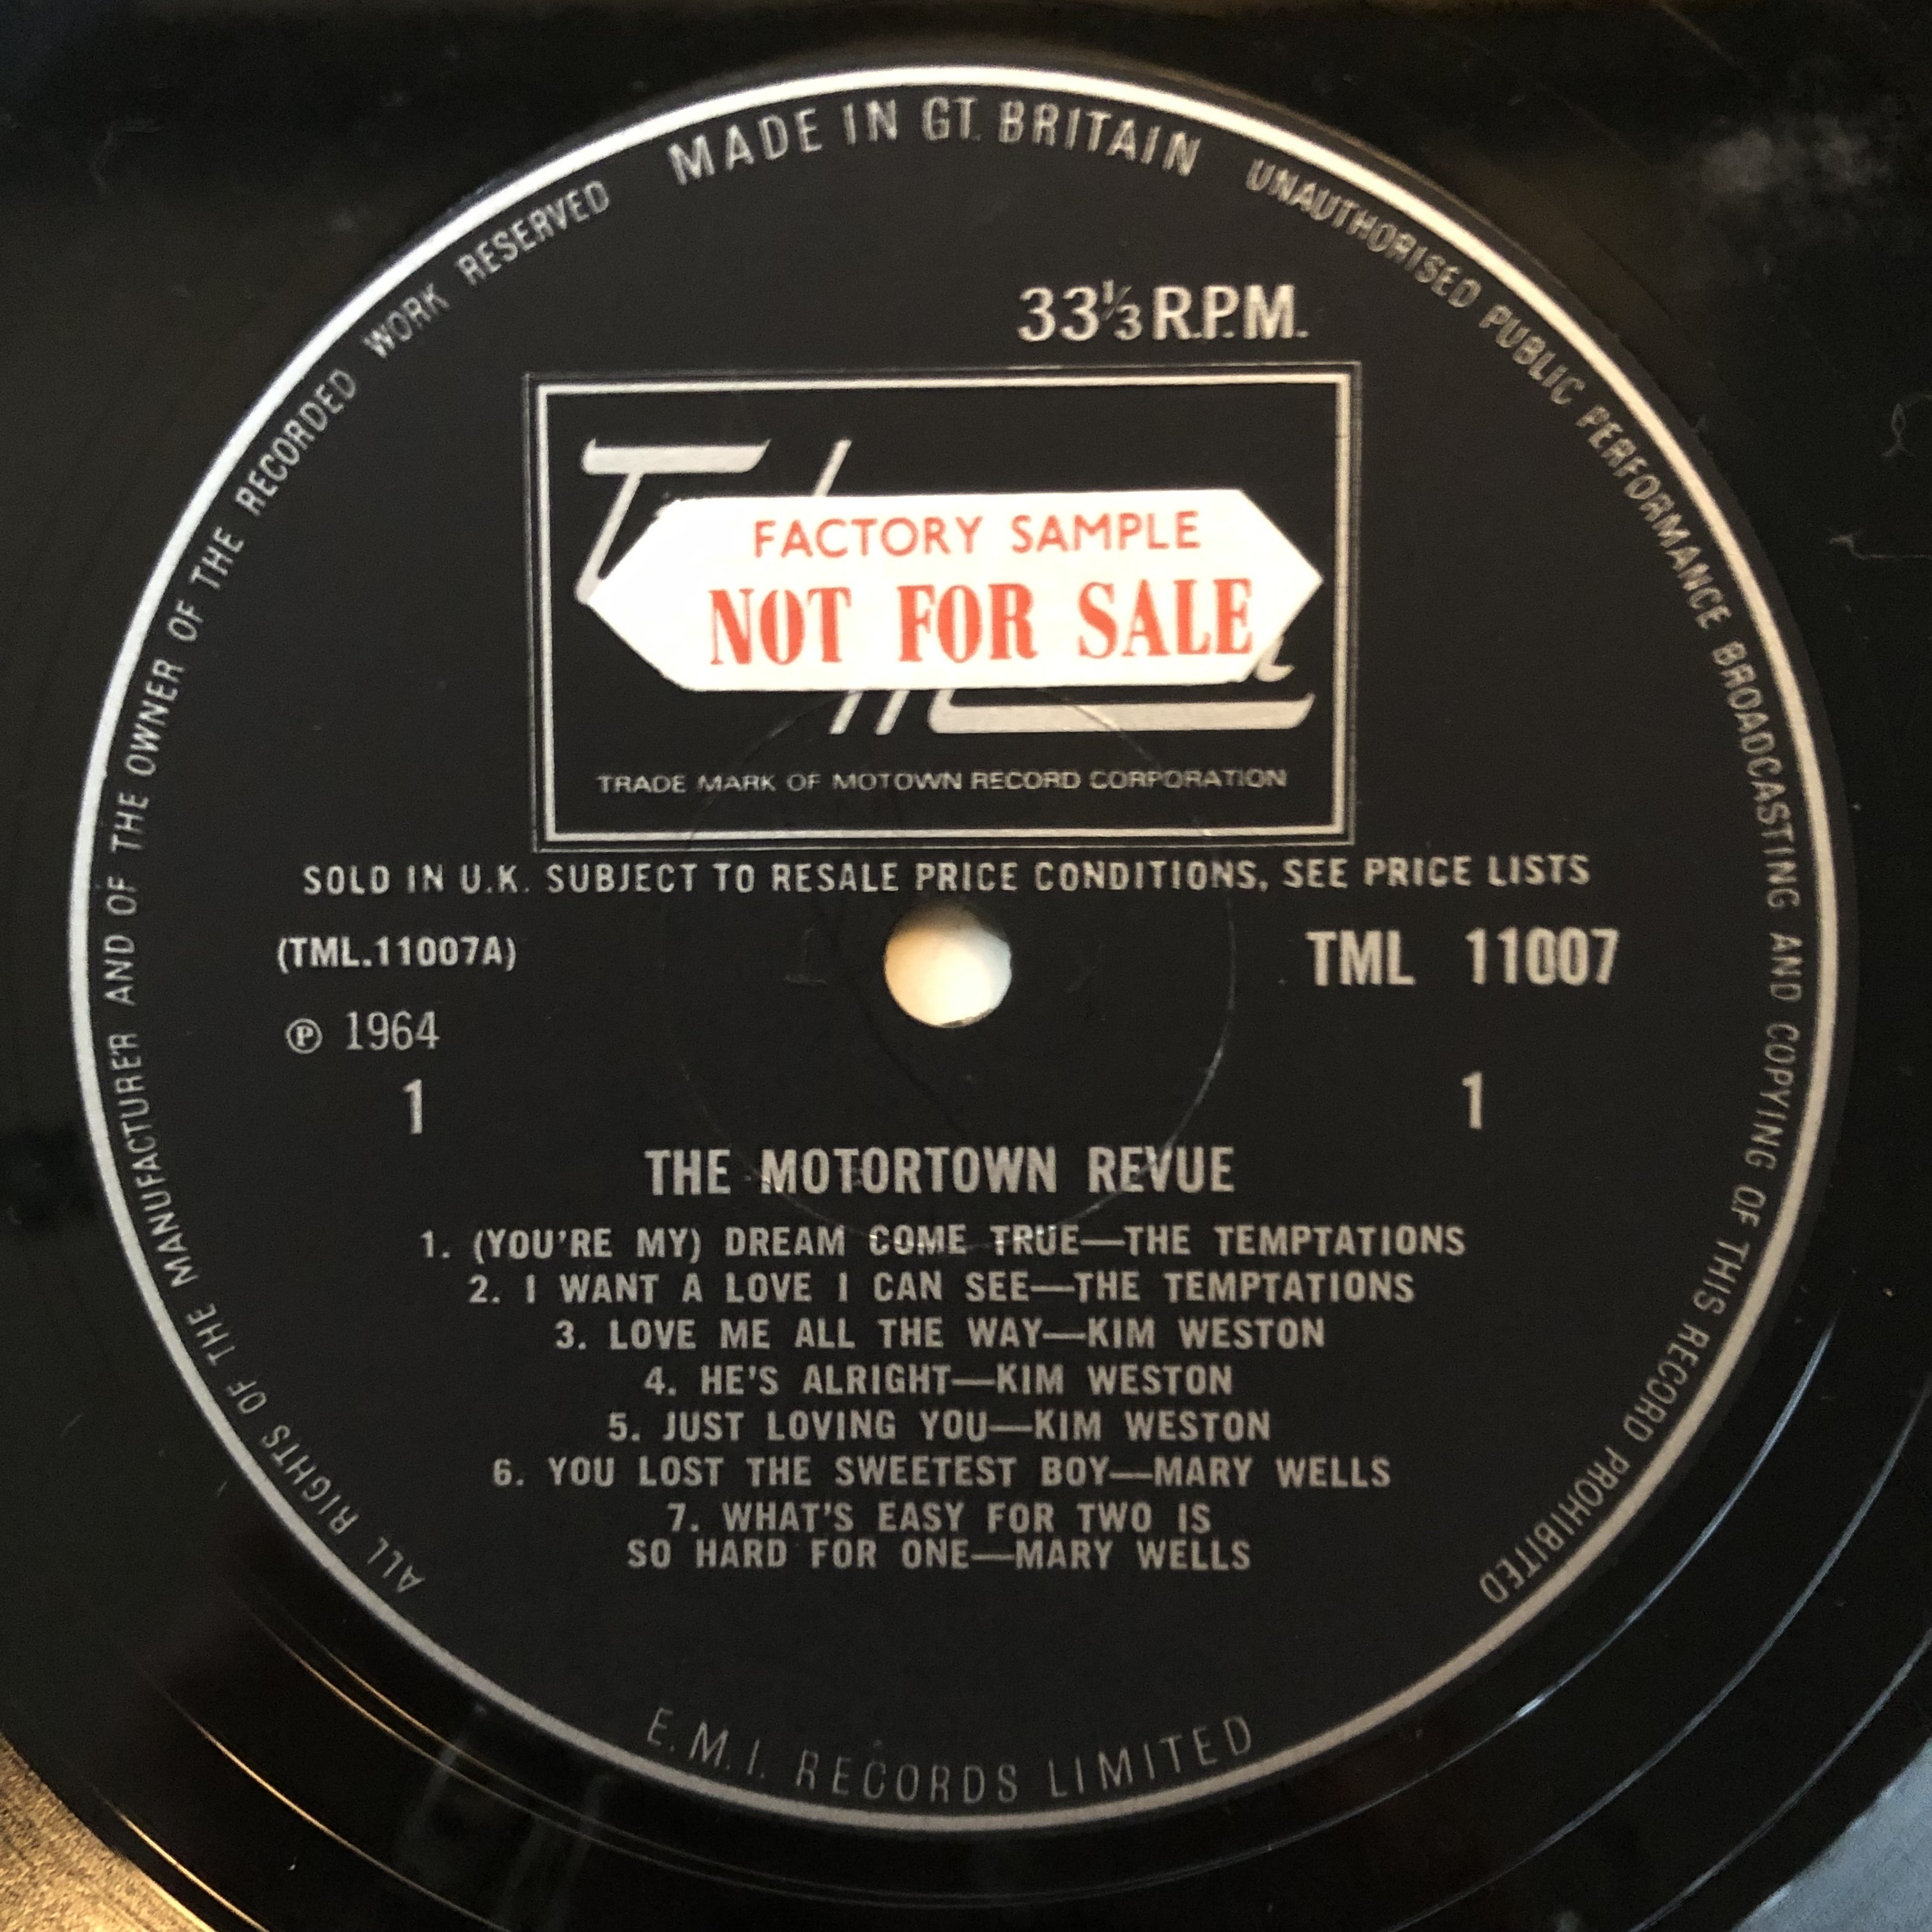 MADE IN GT. BRITAIN
UNAUTHORISED PUBLIC PERFORMANCE BROADCASTING AND COPYING OF THIS RECORD PROHIBITED
ALL RIGHTS OF THE MANUFACTURER AND OF THE OWNER OF THE RECORDED WORK RESERVED
33⅓ R.P.M.
FACTORY SAMPLE
NOT FOR SALE
TRADE MARK OF MOTOWN RECORD CORPORATION
SOLD IN U.K. SUBJECT TO RESALE PRICE CONDITIONS, SEE PRICE LISTS
(TML.11007A)
TML 11007
℗ 1964
1
1
THE MOTORTOWN REVUE
1. (YOU'RE MY) DREAM COME TRUE—THE TEMPTATIONS
2. I WANT A LOVE I CAN SEE—THE TEMPTATIONS
3. LOVE ME ALL THE WAY—KIM WESTON
4. HE'S ALRIGHT—KIM WESTON
5. JUST LOVING YOU—KIM WESTON
6. YOU LOST THE SWEETEST BOY—MARY WELLS
7. WHAT'S EASY FOR TWO IS
SO HARD FOR ONE—MARY WELLS
E.M.I. RECORDS LIMITED